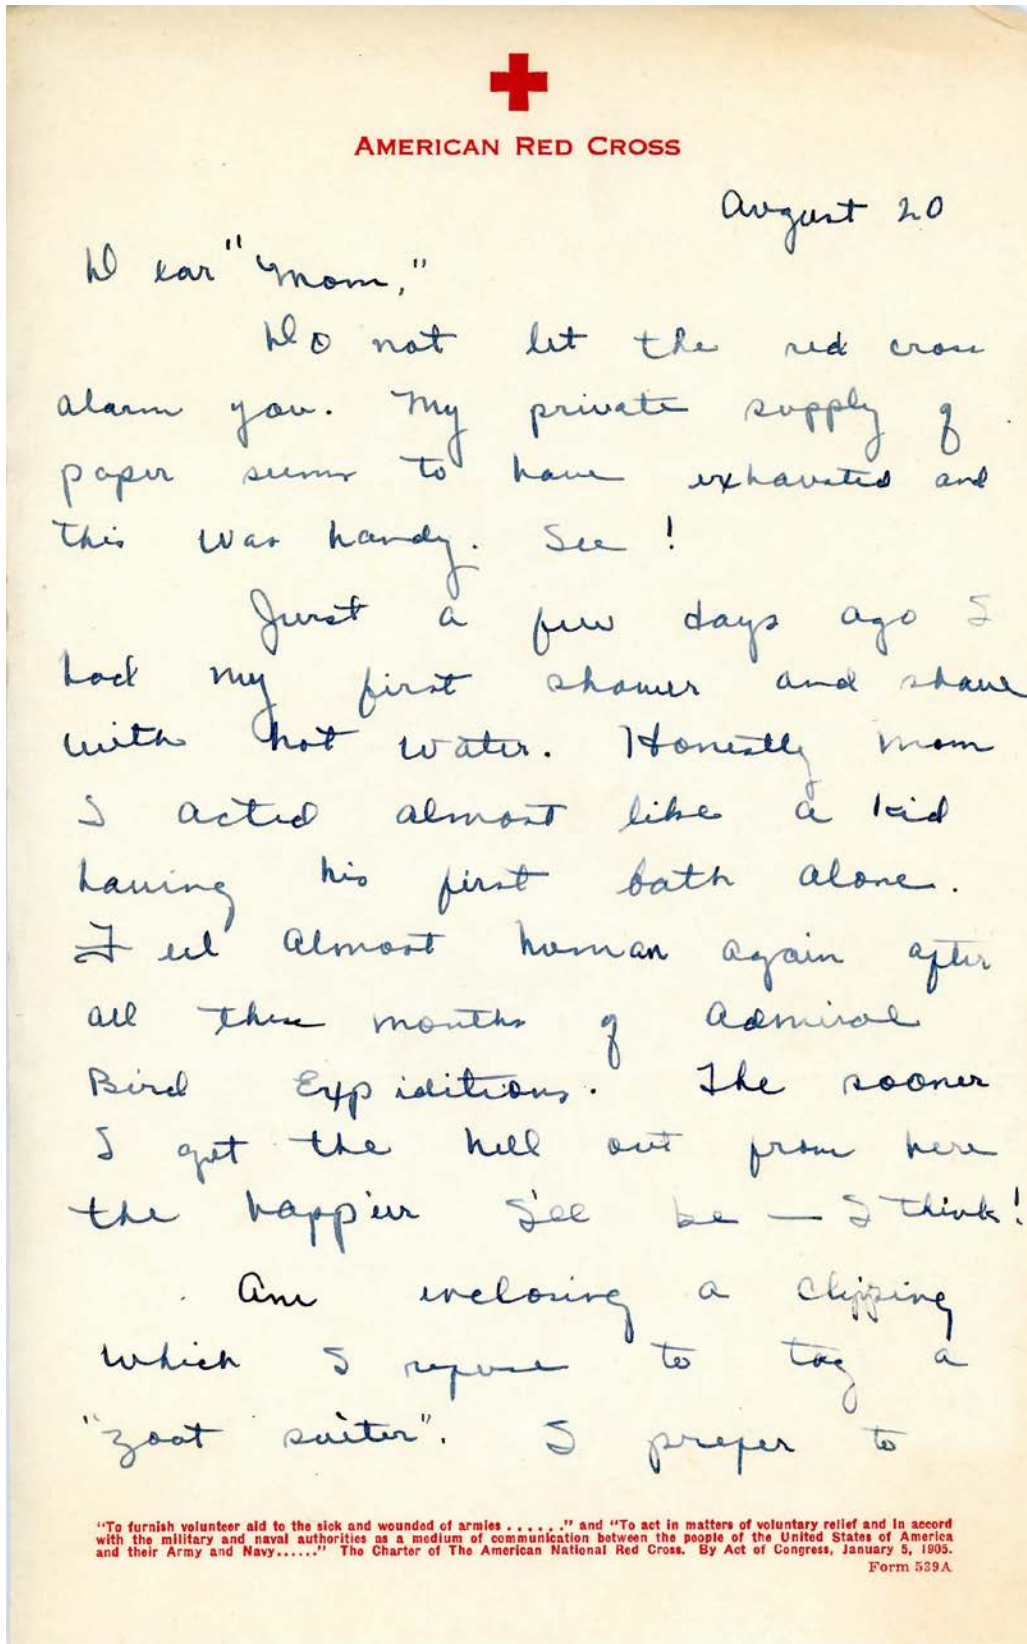 AMERICAN RED CROSS
August 20
Dear "Mom,"
Do not let the red cross
alarm you. My private supply of
paper seems to have exhausted and
this was handy. See!
Just a few days ago I
had my first shower and shave
with hot water. Honestly Mom
I acted almost like a kid
having his first bath alone.
Feel almost human again after
all these months of Admiral
Bird Expiditions. The sooner
I get the hell out from here
the happier I'll be — I think!
Am enclosing a clipping
which I refuse to tag a
"zoot suiter". I prefer to
"To furnish volunteer aid to the sick and wounded of armies ......" and "To act in matters of voluntary relief and in accord
with the military and naval authorities as a medium of communication between the people of the United States of America
and their Army and Navy......" The Charter of The American National Red Cross. By Act of Congress, January 5, 1905.
Form 539A